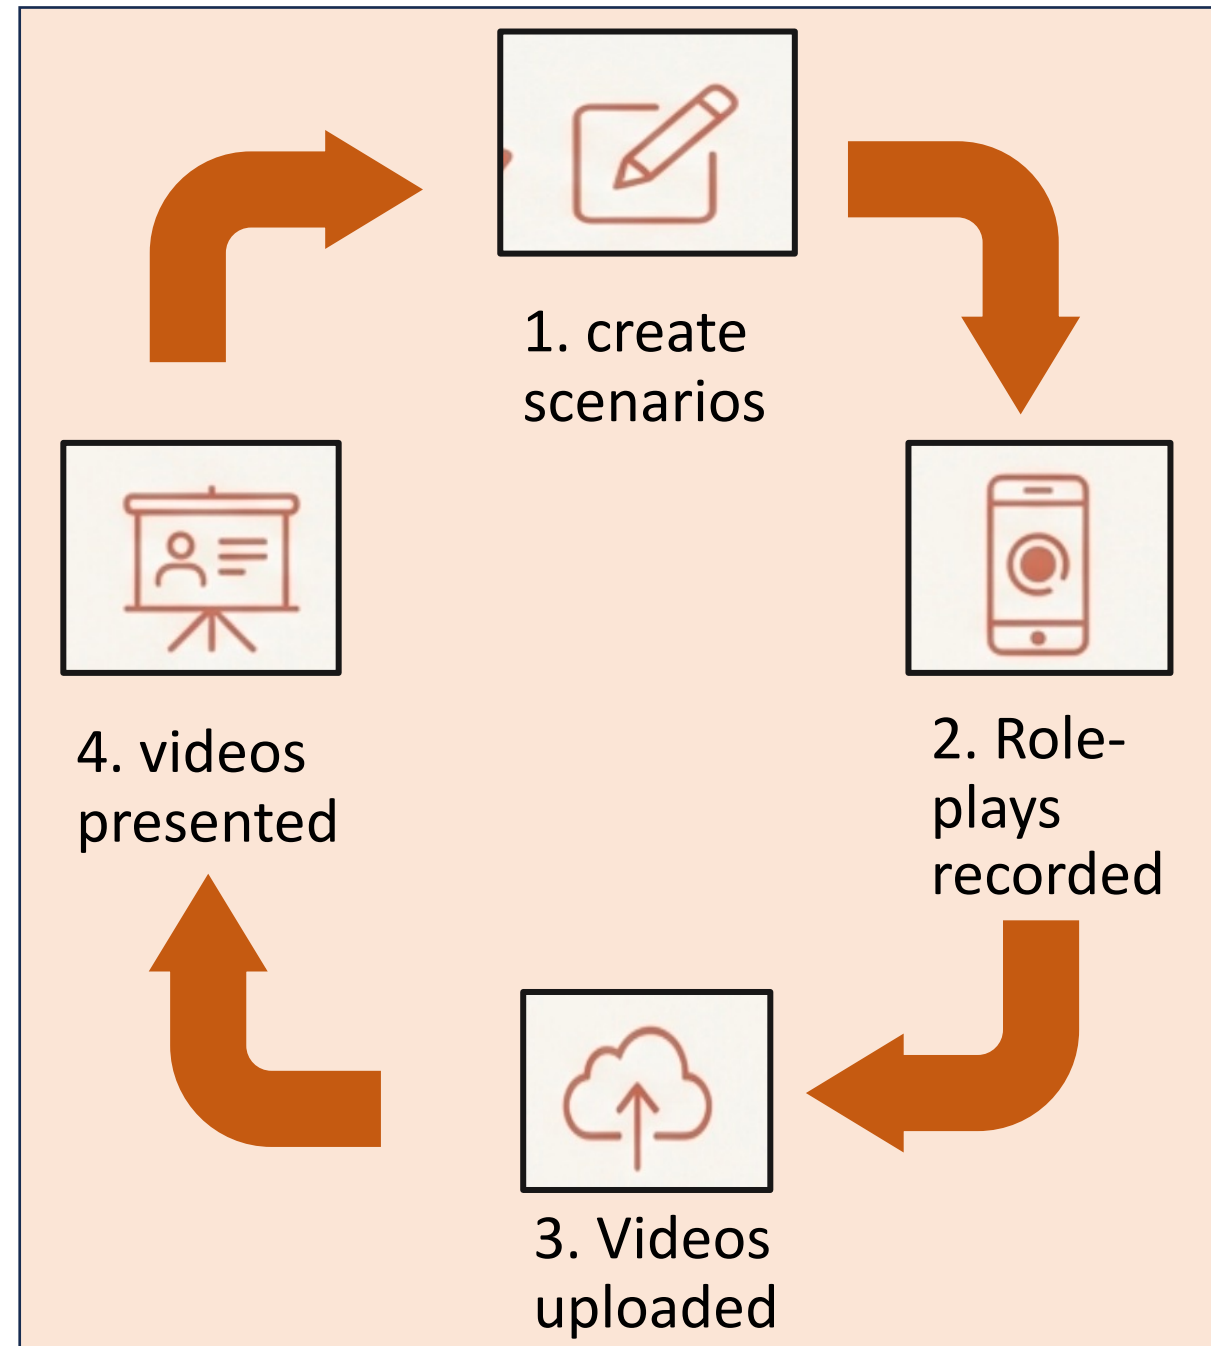 1. create
scenarios
2. Role-
plays
recorded
3. Videos
uploaded
4. videos
presented